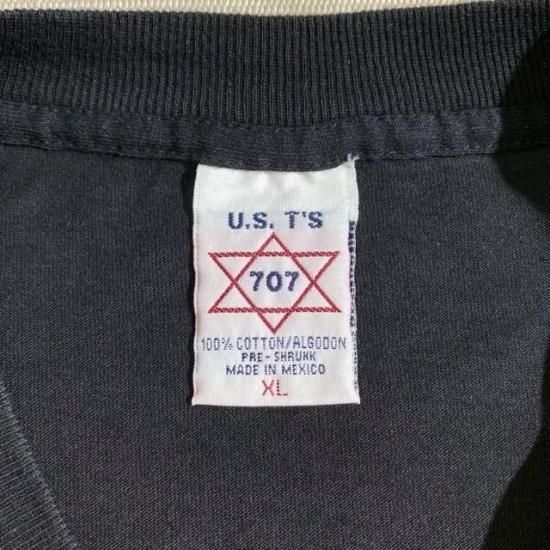 U.S. T'S
707
100% COTTON/ALGODON
PRE-SHRUNK
MADE IN MEXICO
XL